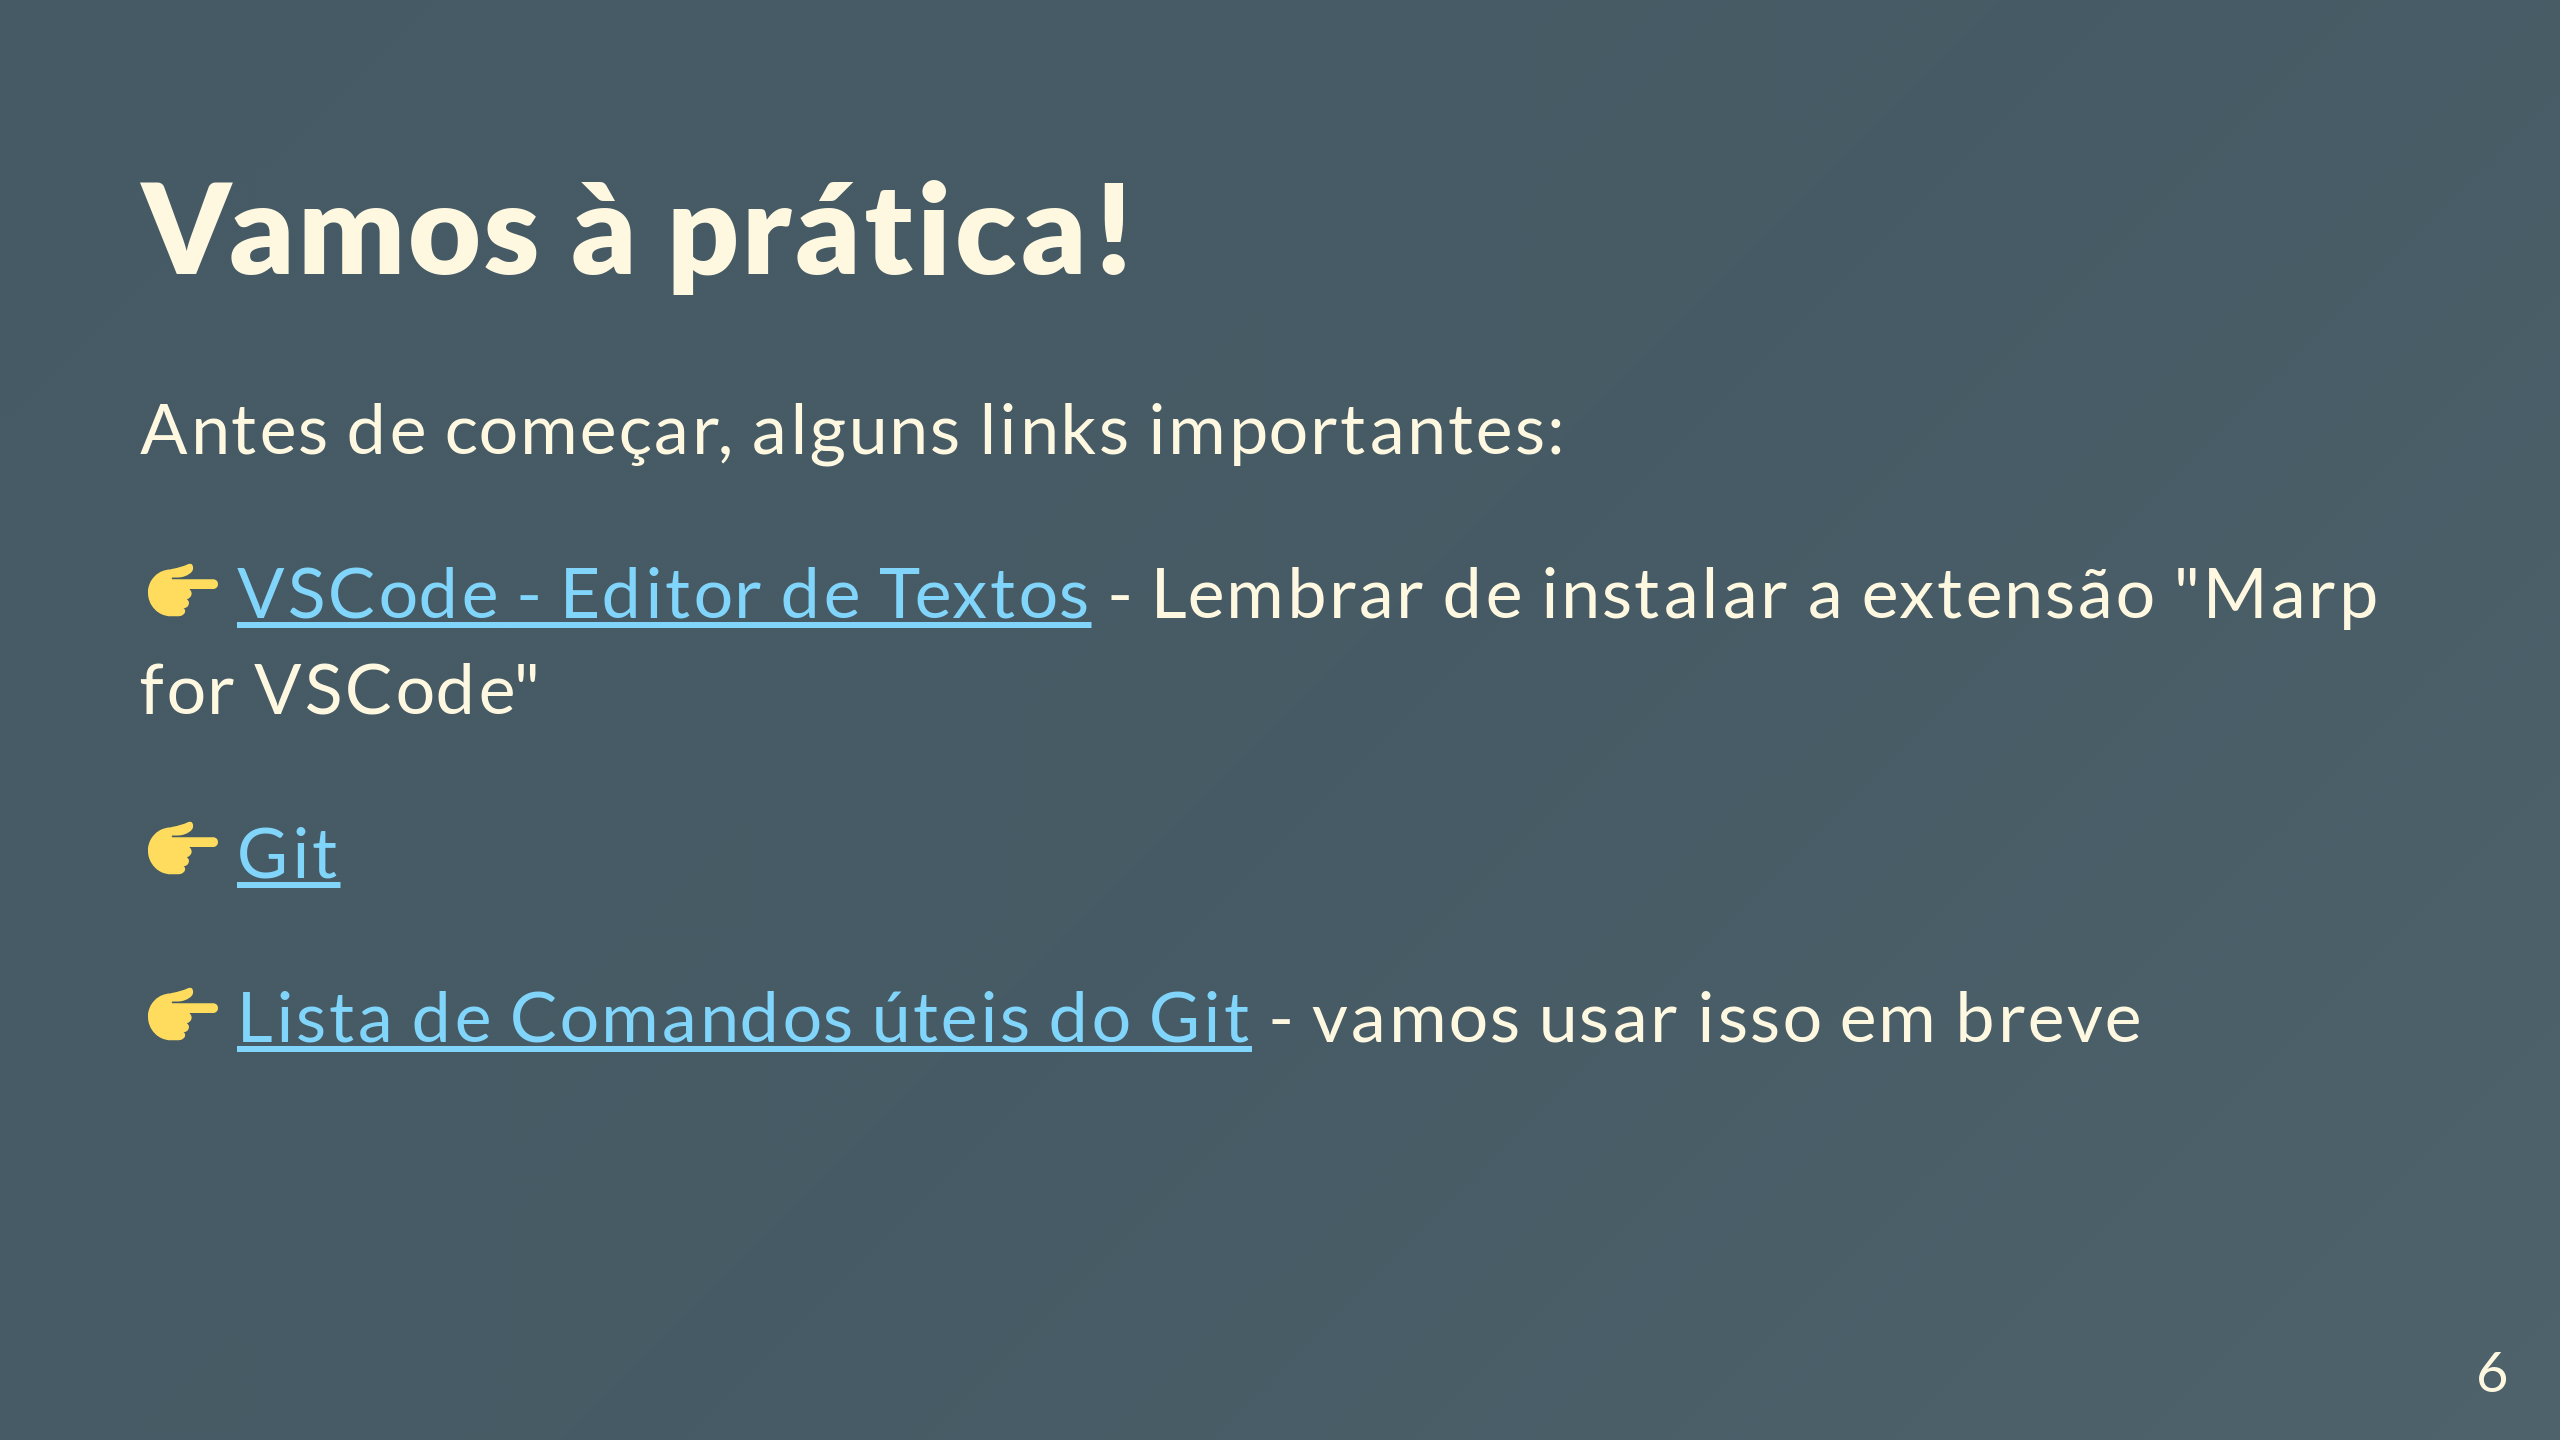 Vamos à prática!
Antes de começar, alguns links importantes:
👉 VSCode - Editor de Textos - Lembrar de instalar a extensão "Marp
for VSCode"
👉 Git
👉 Lista de Comandos úteis do Git - vamos usar isso em breve
6